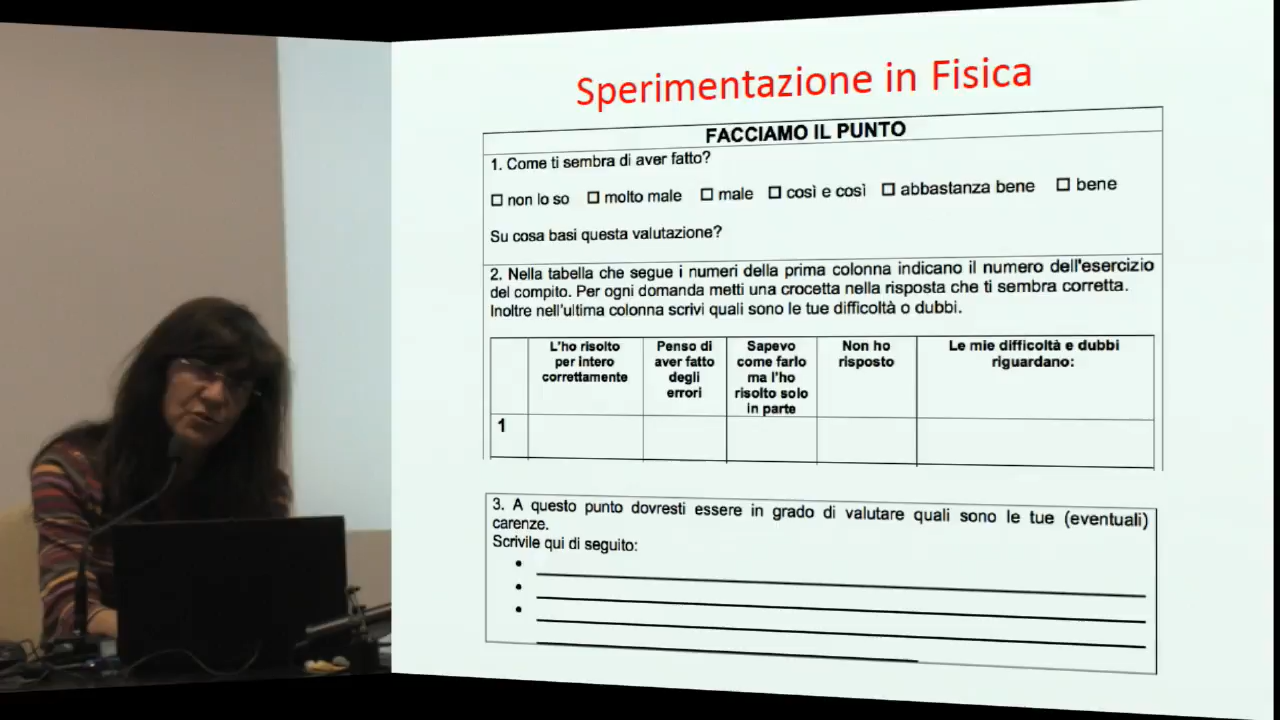 Sperimentazione in Fisica
FACCIAMO IL PUNTO
1. Come ti sembra di aver fatto?
☐ non lo so ☐ molto male ☐ male ☐ così e così ☐ abbastanza bene ☐ bene
Su cosa basi questa valutazione?
2. Nella tabella che segue i numeri della prima colonna indicano il numero dell'esercizio
del compito. Per ogni domanda metti una crocetta nella risposta che ti sembra corretta.
Inoltre nell'ultima colonna scrivi quali sono le tue difficoltà o dubbi.
L'ho risolto
per intero
correttamente
Penso di
aver fatto
degli
errori
Sapevo
come farlo
ma l'ho
risolto solo
in parte
Non ho
risposto
Le mie difficoltà e dubbi
riguardano:
1
3. A questo punto dovresti essere in grado di valutare quali sono le tue (eventuali)
carenze.
Scrivile qui di seguito: